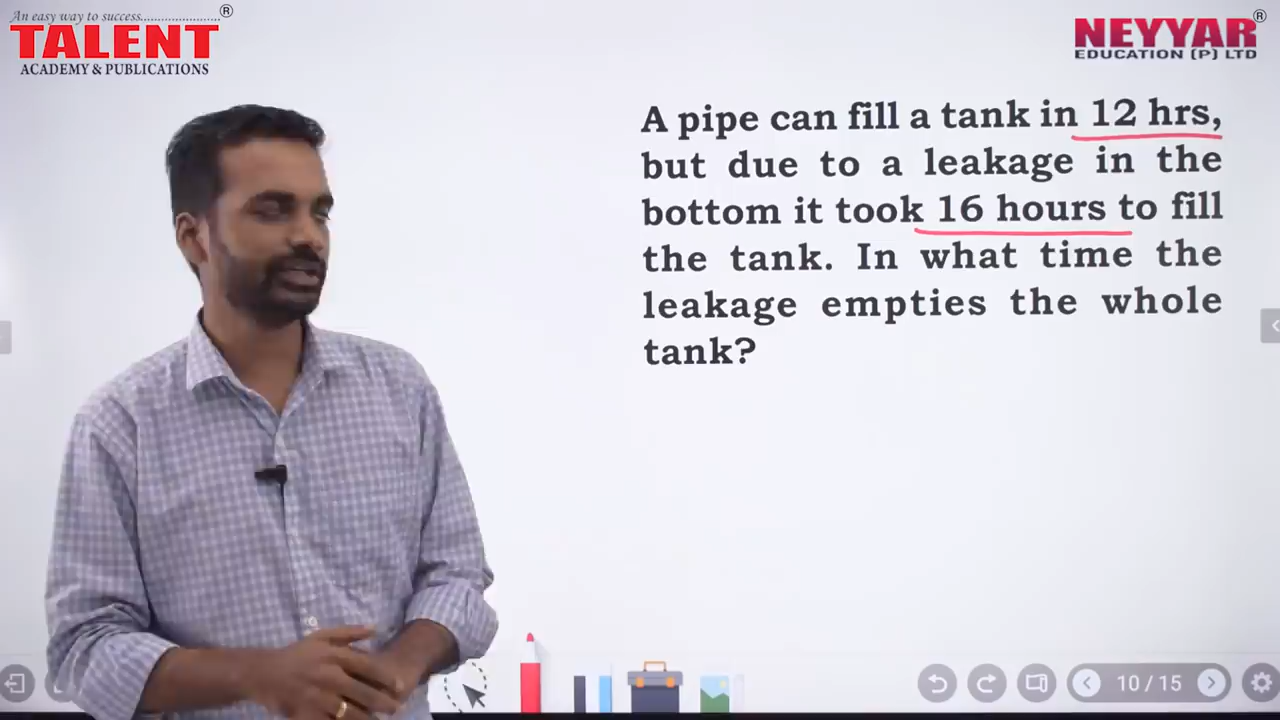 An easy way to success......................®
TALENT
ACADEMY & PUBLICATIONS
NEYYAR®
EDUCATION (P) LTD
A pipe can fill a tank in 12 hrs,
but due to a leakage in the
bottom it took 16 hours to fill
the tank. In what time the
leakage empties the whole
tank?
10 / 15